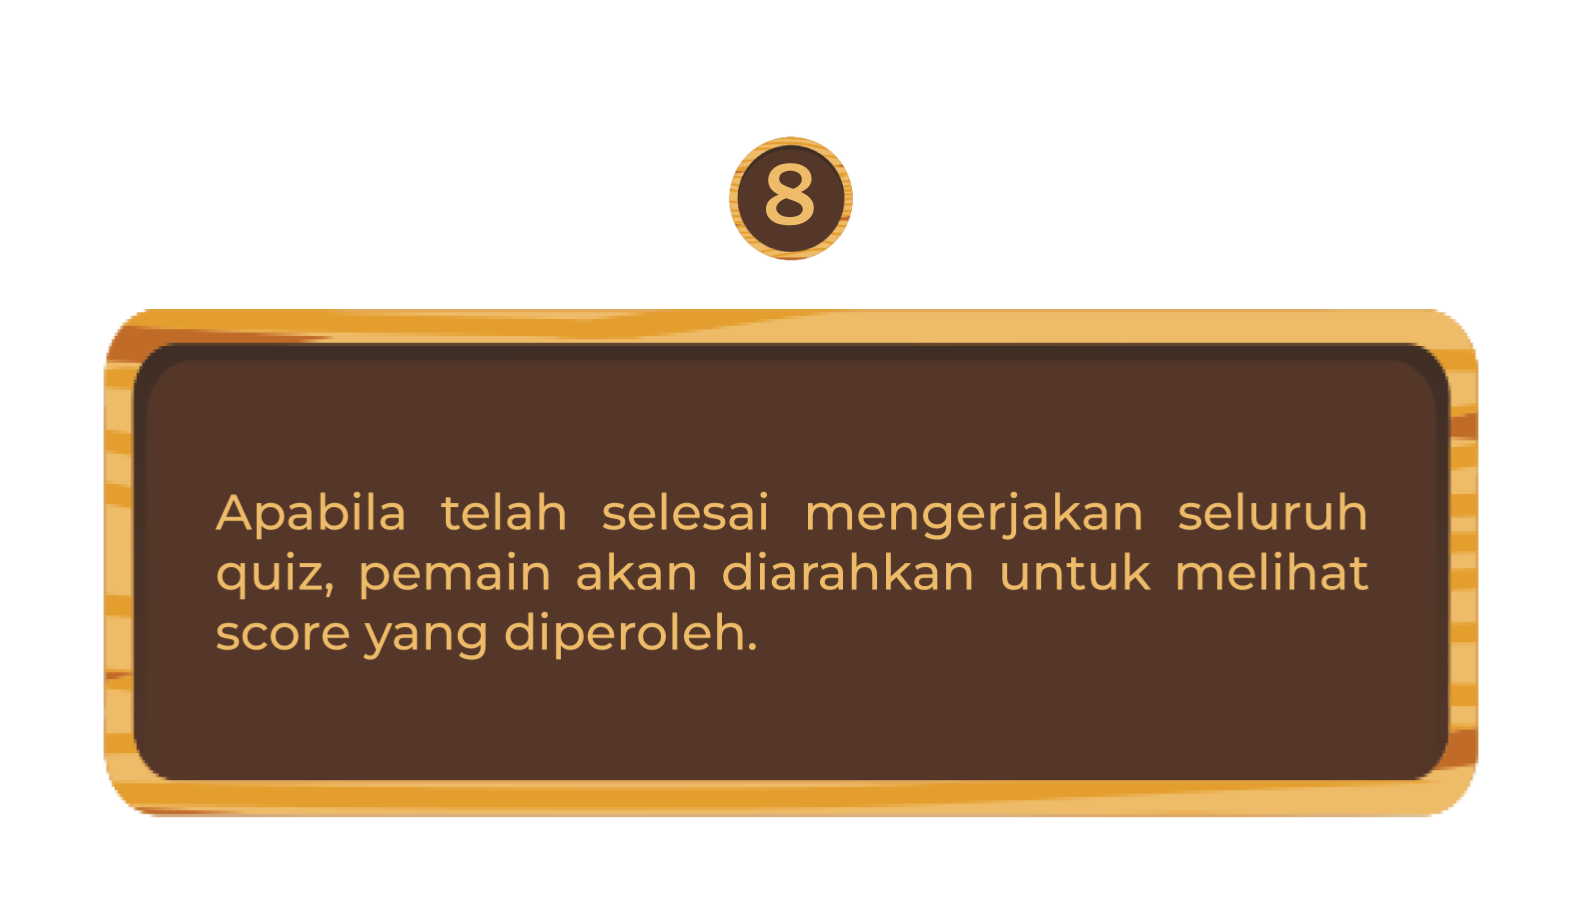 8
Apabila telah selesai mengerjakan seluruh
quiz, pemain akan diarahkan untuk melihat
score yang diperoleh.